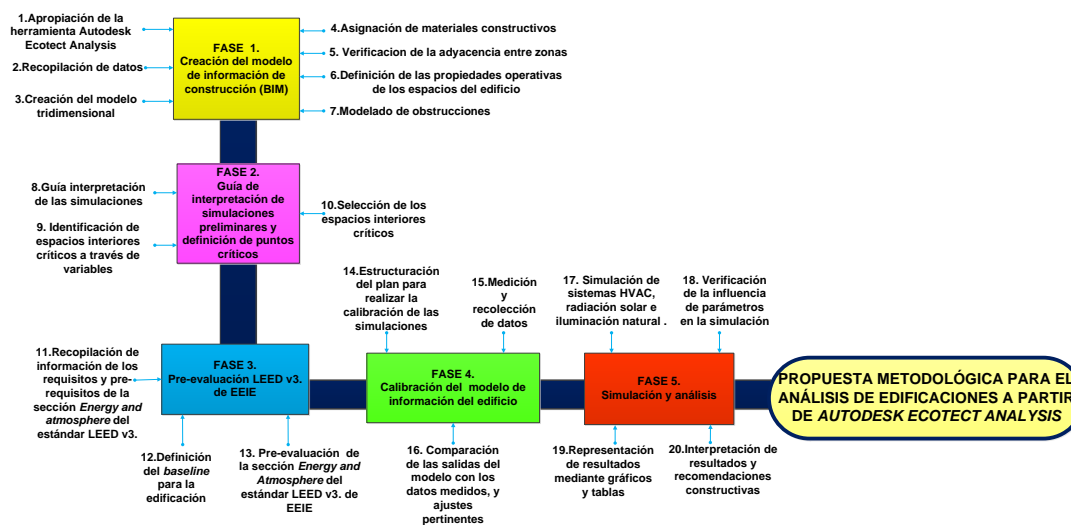 1.Apropiación de la
herramienta Autodesk
Ecotect Analysis
2.Recopilación de datos
3.Creación del modelo
tridimensional
FASE 1.
Creación del modelo
de información de
construcción (BIM)
4.Asignación de materiales constructivos
5. Verificacion de la adyacencia entre zonas
6.Definición de las propiedades operativas
de los espacios del edificio
7.Modelado de obstrucciones
8.Guía interpretación
de las simulaciones
9. Identificación de
espacios interiores
críticos a través de
variables
FASE 2.
Guía de
interpretación de
simulaciones
preliminares y
definición de puntos
críticos
10.Selección de los
espacios interiores
críticos
11.Recopilación de
información de los
requisitos y pre-
requisitos de la
sección Energy and
atmosphere del
estándar LEED v3.
FASE 3.
Pre-evaluación LEED v3.
de EEIE
12.Definición
del baseline
para la
edificación
13. Pre-evaluación de
la sección Energy and
Atmosphere del
estándar LEED v3. de
EEIE
14.Estructuración
del plan para
realizar la
calibración de las
simulaciones
15.Medición
y
recolección
de datos
FASE 4.
Calibración del modelo de
información del edificio
16. Comparación
de las salidas del
modelo con los
datos medidos, y
ajustes
pertinentes
17. Simulación de
sistemas HVAC,
radiación solar e
iluminación natural .
18. Verificación
de la influencia
de parámetros
en la simulación
FASE 5.
Simulación y análisis
19.Representación
de resultados
mediante gráficos
y tablas
20.Interpretación de
resultados y
recomendaciones
constructivas
PROPUESTA METODOLÓGICA PARA EL
ANÁLISIS DE EDIFICACIONES A PARTIR
DE AUTODESK ECOTECT ANALYSIS